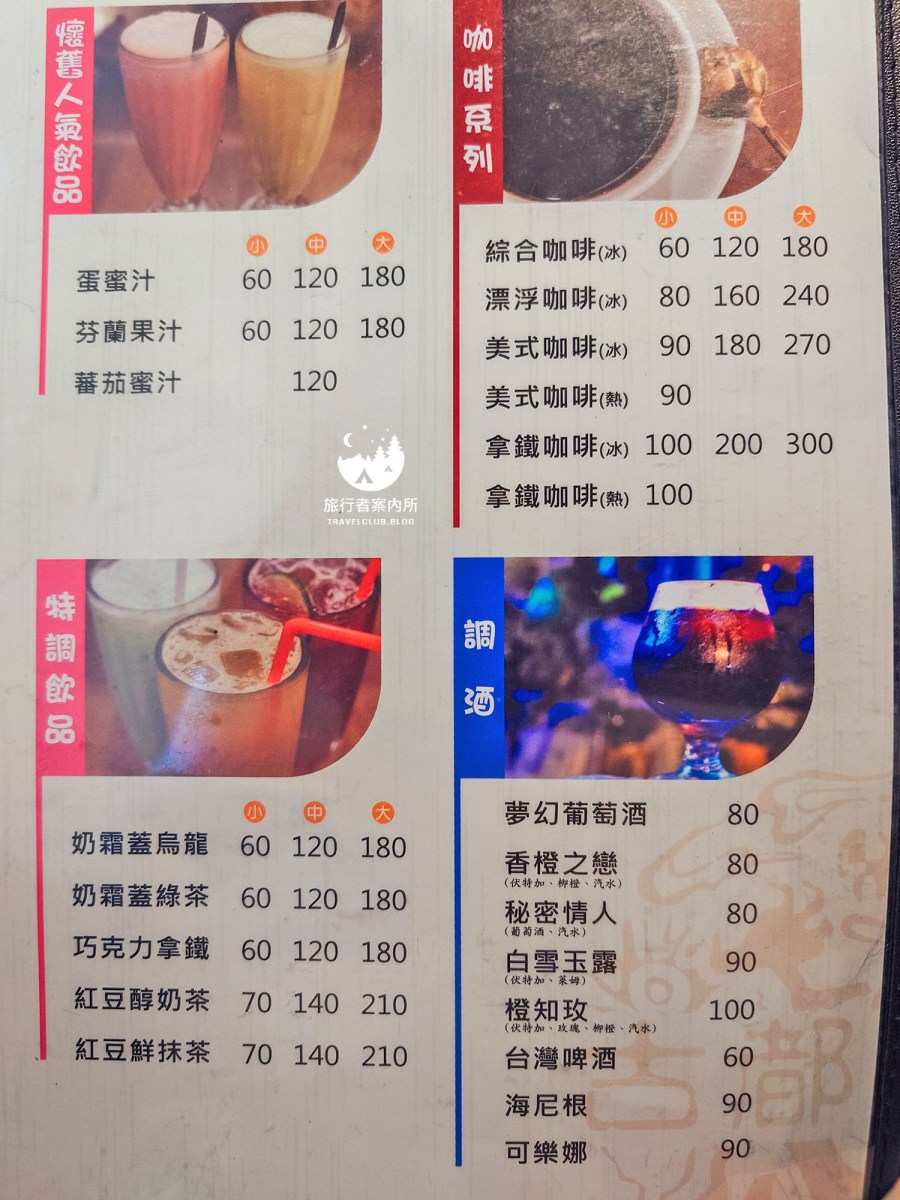 懷舊人氣飲品
小 中 大
蛋蜜汁 60 120 180
芬蘭果汁 60 120 180
蕃茄蜜汁 120
旅行者案內所
TRAVELCLUB.BLOG
咖啡系列
小 中 大
綜合咖啡(冰) 60 120 180
漂浮咖啡(冰) 80 160 240
美式咖啡(冰) 90 180 270
美式咖啡(熱) 90
拿鐵咖啡(冰) 100 200 300
拿鐵咖啡(熱) 100
特調飲品
小 中 大
奶霜蓋烏龍 60 120 180
奶霜蓋綠茶 60 120 180
巧克力拿鐵 60 120 180
紅豆醇奶茶 70 140 210
紅豆鮮抹茶 70 140 210
調酒
夢幻葡萄酒 80
香橙之戀 80
(伏特加、柳橙、汽水)
秘密情人 80
(葡萄酒、汽水)
白雪玉露 90
(伏特加、萊姆)
橙知玫 100
(伏特加、玫瑰、柳橙、汽水)
台灣啤酒 60
海尼根 90
可樂娜 90
古都